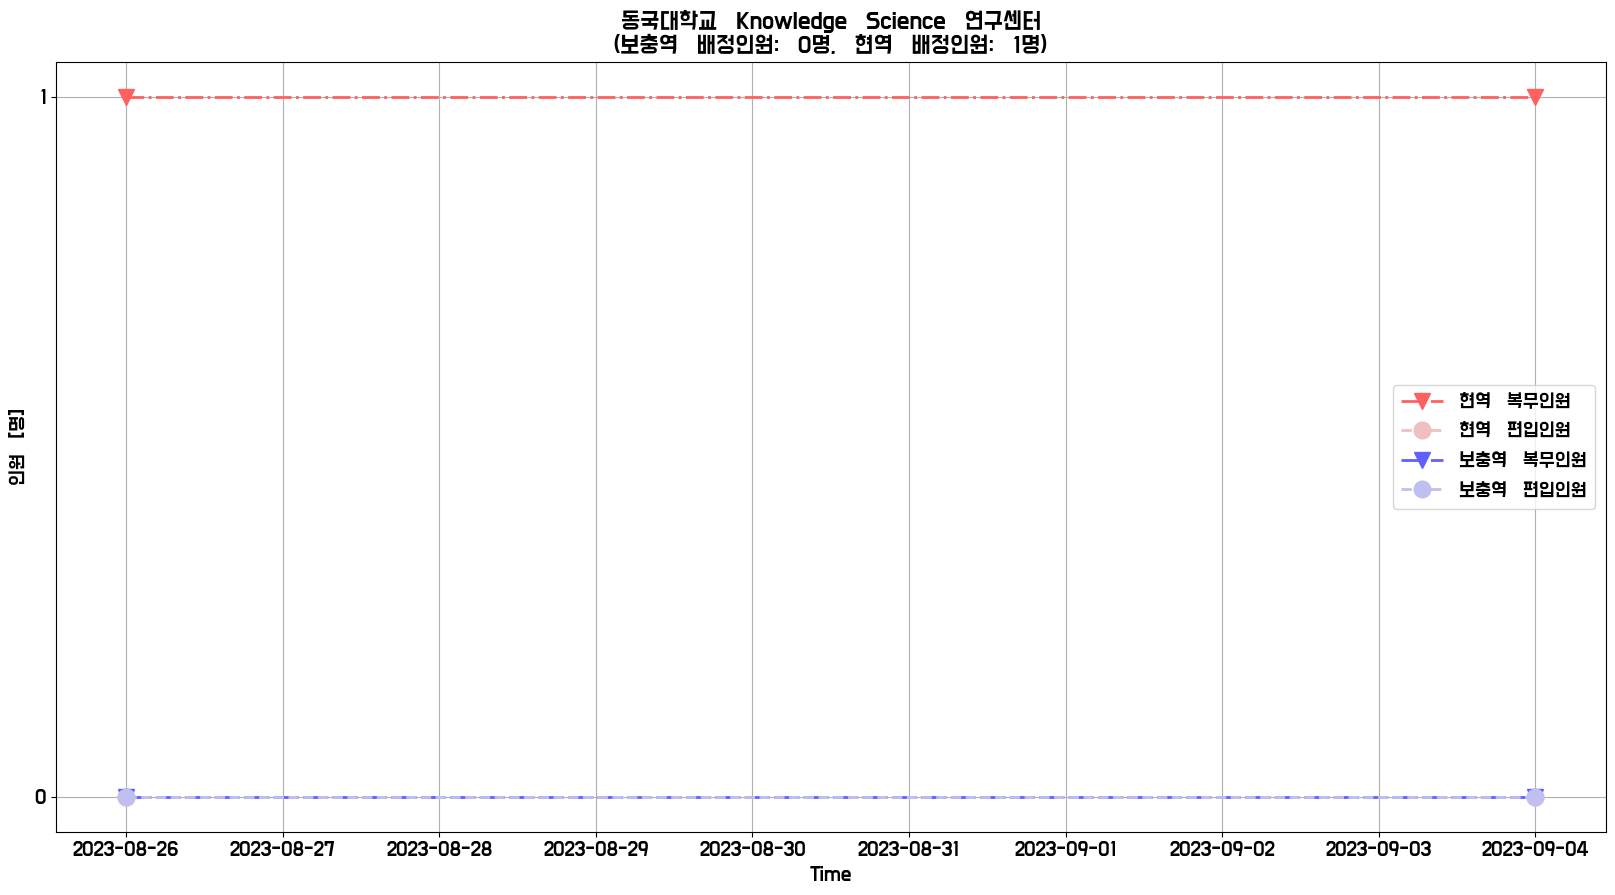 동국대학교 Knowledge Science 연구센터
(보충역 배정인원: 0명, 현역 배정인원: 1명)
1
인원 [명]
현역 복무인원
현역 편입인원
보충역 복무인원
보충역 편입인원
0
2023-08-26 2023-08-27 2023-08-28 2023-08-29 2023-08-30 2023-08-31 2023-09-01 2023-09-02 2023-09-03 2023-09-04
Time